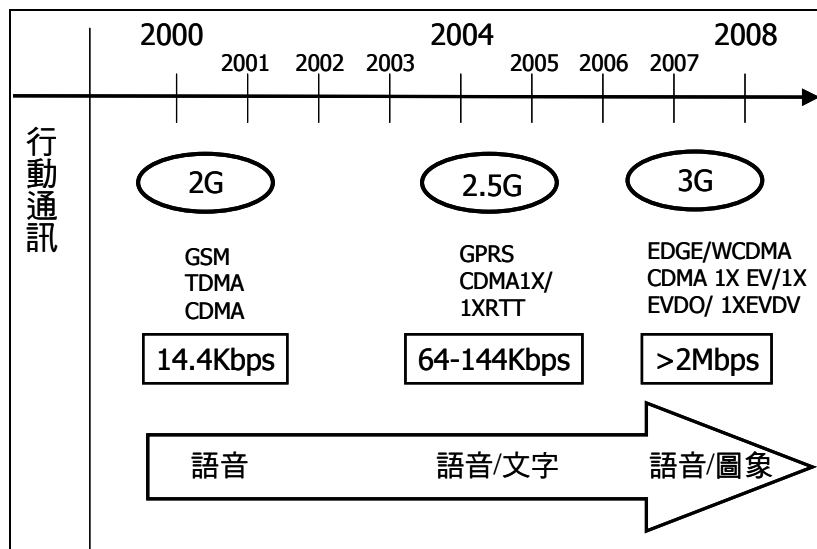 2000 2004 2008
2001 2002 2003 2005 2006 2007
行動通訊
2G 2.5G 3G
GSM
TDMA
CDMA
GPRS
CDMA1X/
1XRTT
EDGE/WCDMA
CDMA 1X EV/1X
EVDO/ 1XEVDV
14.4Kbps 64-144Kbps >2Mbps
語音 語音/文字 語音/圖象